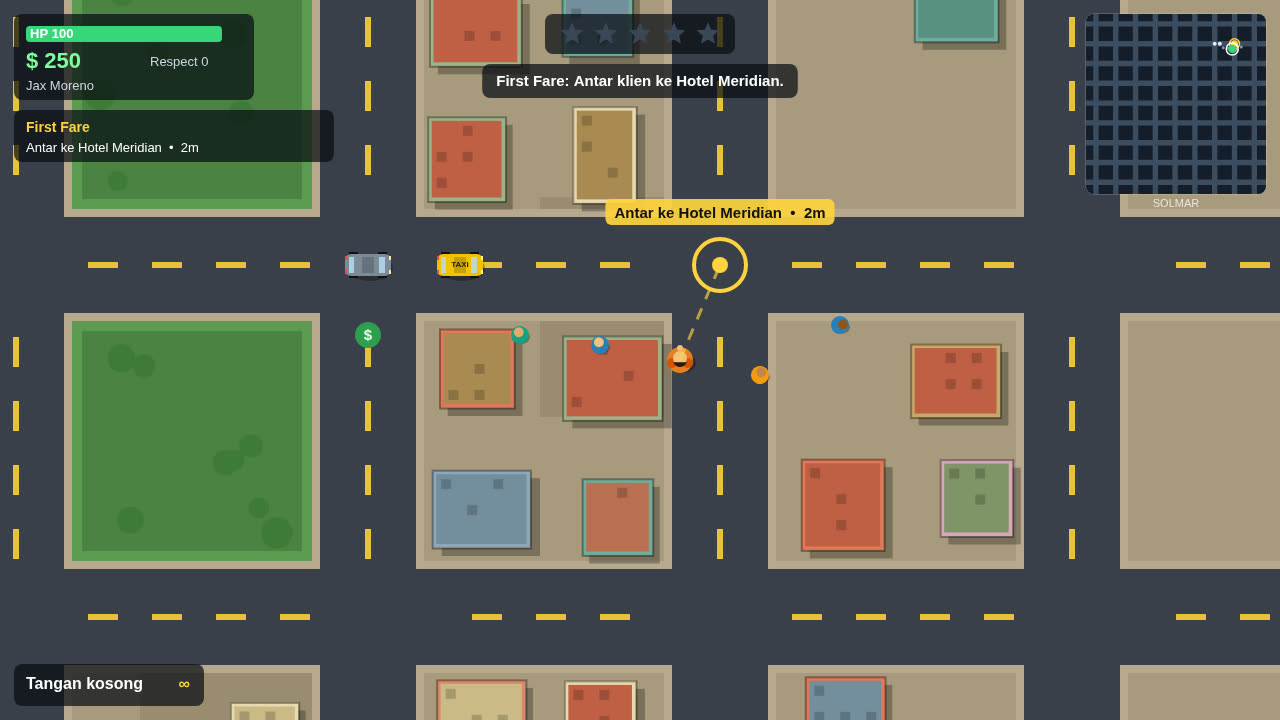 HP 100
$ 250
Respect 0
Jax Moreno
First Fare
Antar ke Hotel Meridian • 2m
First Fare: Antar klien ke Hotel Meridian.
SOLMAR
Antar ke Hotel Meridian • 2m
TAXI
$
Tangan kosong ∞